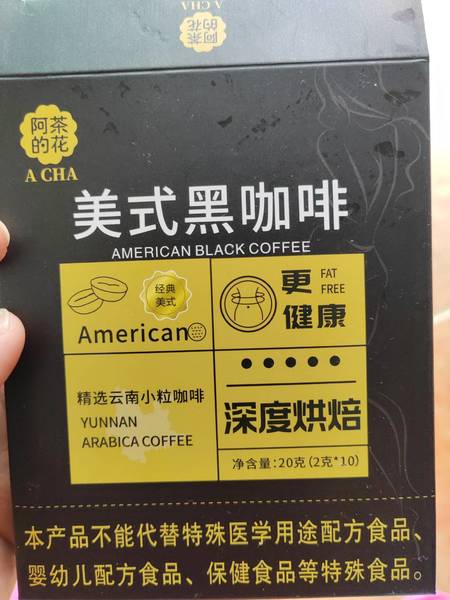 阿茶
的花
阿茶
的花
A CHA
美式黑咖啡
AMERICAN BLACK COFFEE
经典
美式
American
更
FAT
FREE
健康
精选云南小粒咖啡
YUNNAN
ARABICA COFFEE
深度烘焙
净含量:20克(2克*10)
本产品不能代替特殊医学用途配方食品、
婴幼儿配方食品、保健食品等特殊食品。